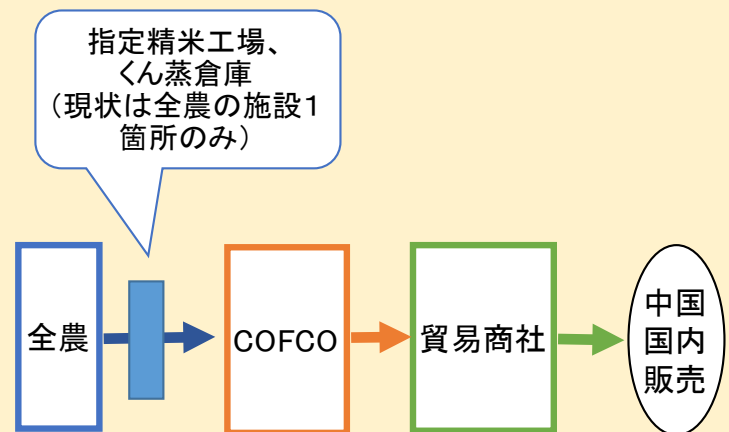 指定精米工場、
くん蒸倉庫
（現状は全農の施設１
箇所のみ）
全農
COFCO
貿易商社
中国
国内
販売